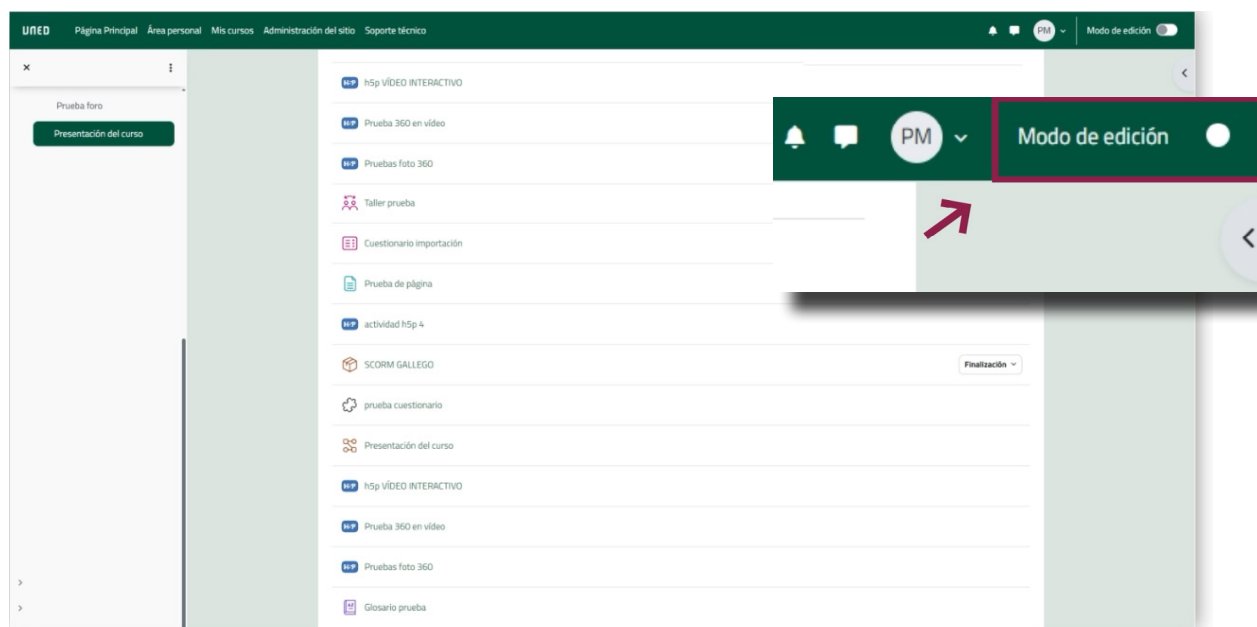 UNED Página Principal Área personal Mis cursos Administración del sitio Soporte técnico PM Modo de edición
Prueba foro
Presentación del curso
H-P h5p VÍDEO INTERACTIVO
H-P Prueba 360 en vídeo
H-P Pruebas foto 360
Taller prueba
Cuestionario importación
Prueba de página
H-P actividad h5p 4
SCORM GALLEGO Finalización
prueba cuestionario
Presentación del curso
H-P h5p VÍDEO INTERACTIVO
H-P Prueba 360 en vídeo
H-P Pruebas foto 360
Glosario prueba
PM Modo de edición